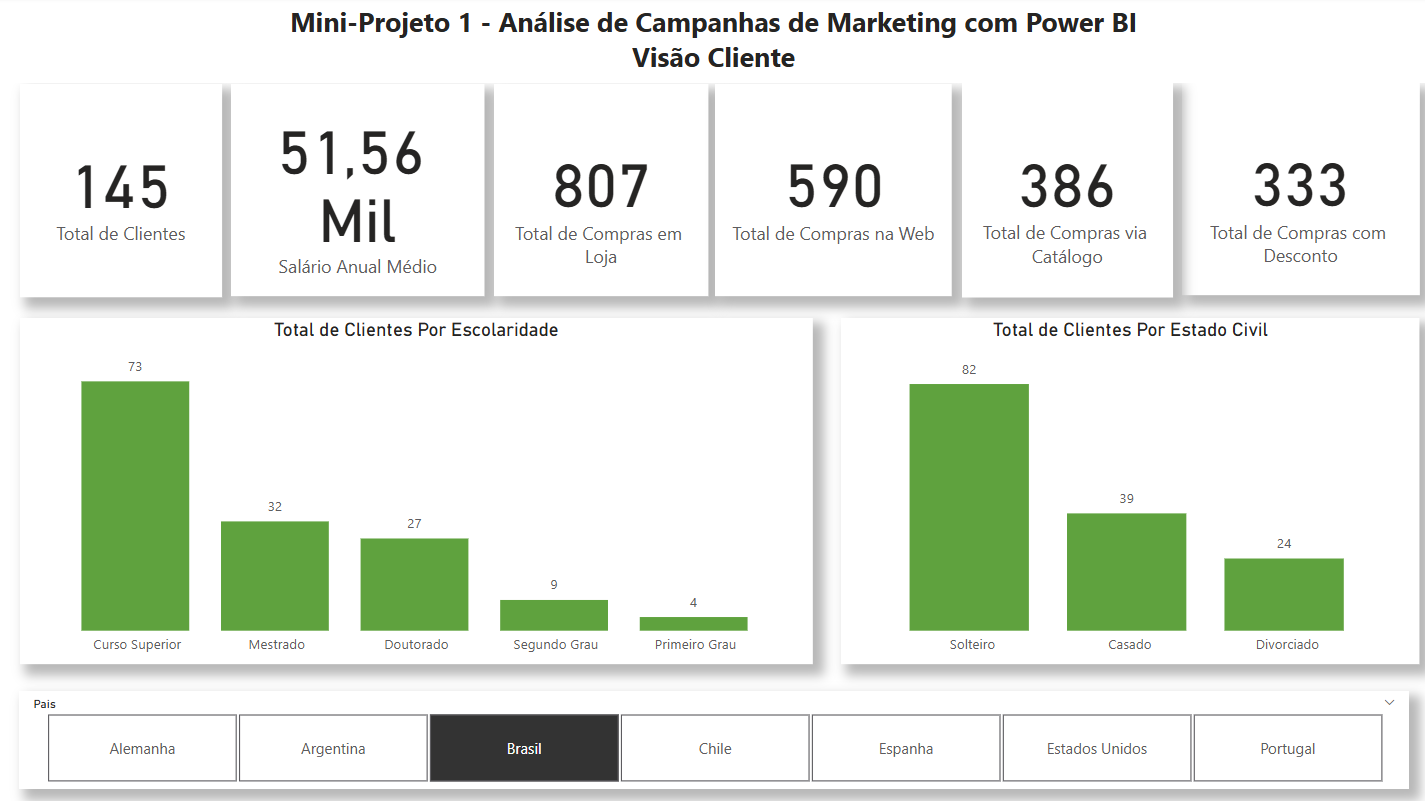 Mini-Projeto 1 - Análise de Campanhas de Marketing com Power BI
Visão Cliente
145
Total de Clientes
51,56
Mil
Salário Anual Médio
807
Total de Compras em
Loja
590
Total de Compras na Web
386
Total de Compras via
Catálogo
333
Total de Compras com
Desconto
Total de Clientes Por Escolaridade
73
32
27
9
4
Curso Superior
Mestrado
Doutorado
Segundo Grau
Primeiro Grau
Total de Clientes Por Estado Civil
82
39
24
Solteiro
Casado
Divorciado
Pais
Alemanha
Argentina
Brasil
Chile
Espanha
Estados Unidos
Portugal